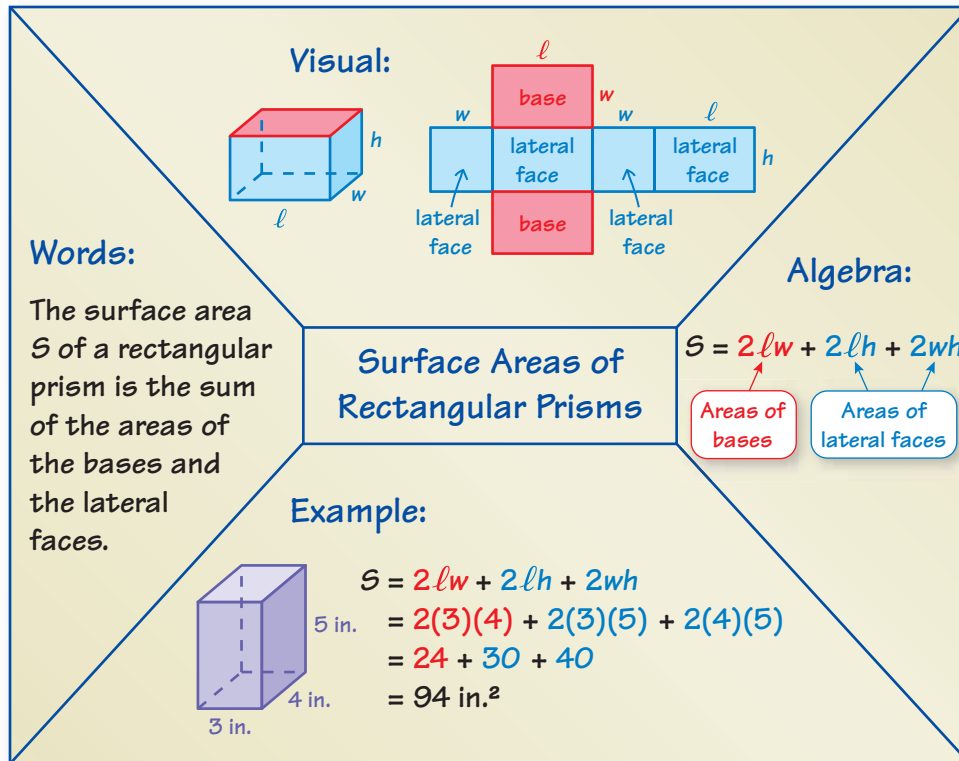 Visual:
ℓ
w
h
w
ℓ
base
w
w
w
ℓ
lateral
face
lateral
face
h
lateral
face
lateral
face
base
Words:
The surface area
S of a rectangular
prism is the sum
of the areas of
the bases and
the lateral
faces.
Surface Areas of
Rectangular Prisms
Algebra:
S = 2ℓw + 2ℓh + 2wh
Areas of
bases
Areas of
lateral faces
Example:
5 in.
4 in.
3 in.
S = 2ℓw + 2ℓh + 2wh
= 2(3)(4) + 2(3)(5) + 2(4)(5)
= 24 + 30 + 40
= 94 in.²